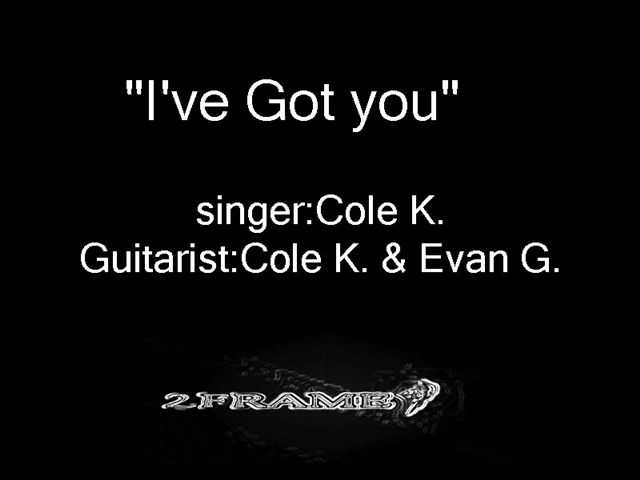 "I've Got you"
singer:Cole K.
Guitarist:Cole K. & Evan G.
2FRAME